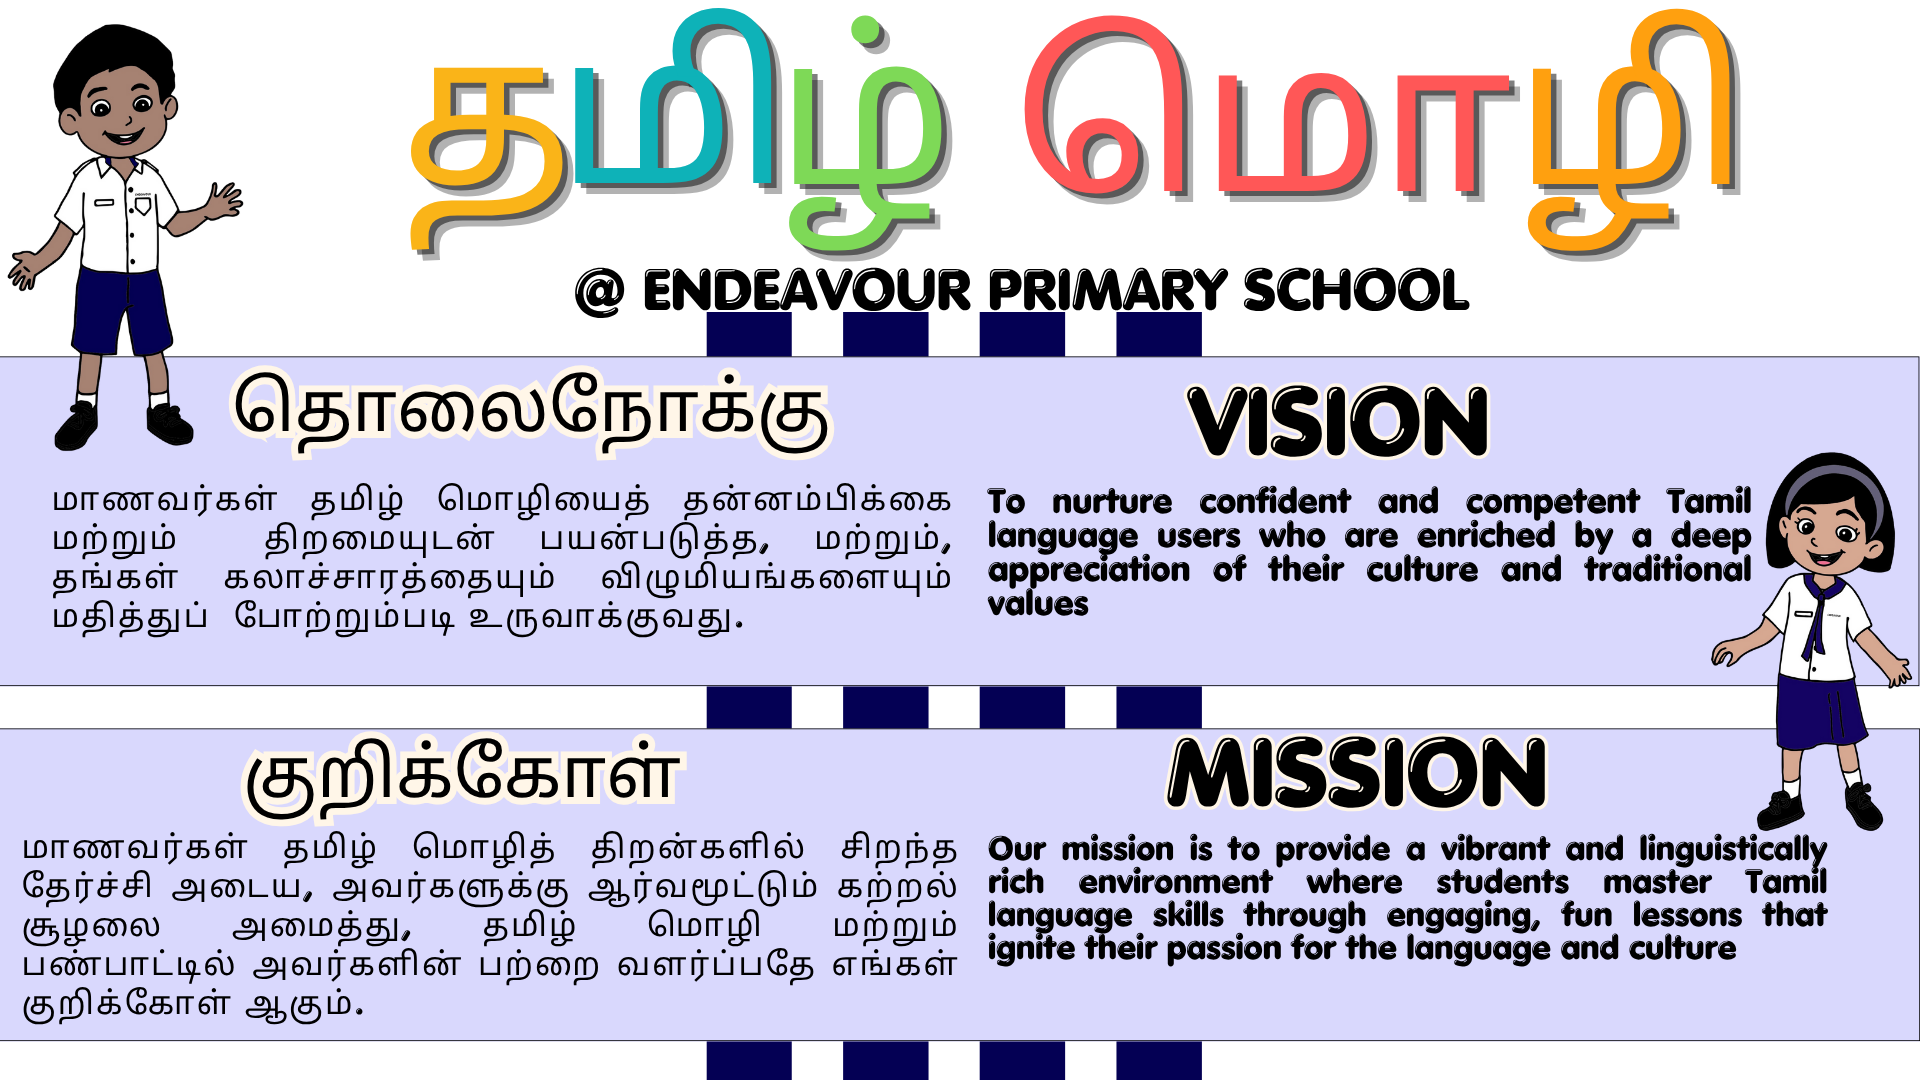 தமிழ் மொழி
@ ENDEAVOUR PRIMARY SCHOOL
தொலைநோக்கு
மாணவர்கள் தமிழ் மொழியைத் தன்னம்பிக்கை
மற்றும் திறமையுடன் பயன்படுத்த, மற்றும்,
தங்கள் கலாச்சாரத்தையும் விழுமியங்களையும்
மதித்துப் போற்றும்படி உருவாக்குவது.
VISION
To nurture confident and competent Tamil
language users who are enriched by a deep
appreciation of their culture and traditional
values
குறிக்கோள்
மாணவர்கள் தமிழ் மொழித் திறன்களில் சிறந்த
தேர்ச்சி அடைய, அவர்களுக்கு ஆர்வமூட்டும் கற்றல்
சூழலை அமைத்து, தமிழ் மொழி மற்றும்
பண்பாட்டில் அவர்களின் பற்றை வளர்ப்பதே எங்கள்
குறிக்கோள் ஆகும்.
MISSION
Our mission is to provide a vibrant and linguistically
rich environment where students master Tamil
language skills through engaging, fun lessons that
ignite their passion for the language and culture